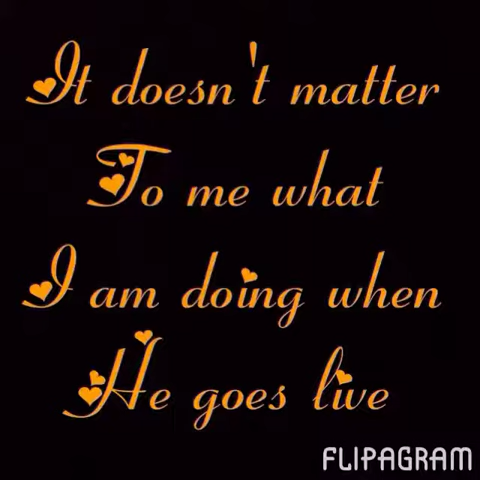 It doesn't matter
To me what
I am doing when
He goes live
FLIPAGRAM